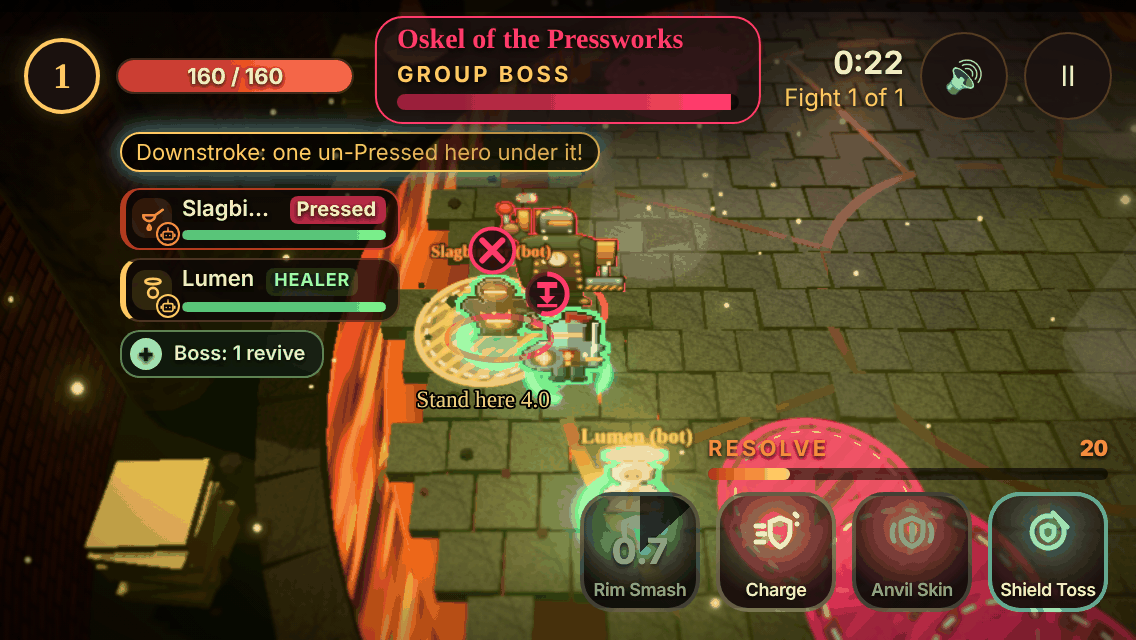 1
160 / 160
Oskel of the Pressworks
GROUP BOSS
0:22
Fight 1 of 1
Downstroke: one un-Pressed hero under it!
Slagbi... Pressed
Lumen HEALER
Boss: 1 revive
Slagb (bot)
Stand here 4.0
Lumen (bot)
RESOLVE 20
0.7
Rim Smash
Charge
Anvil Skin
Shield Toss